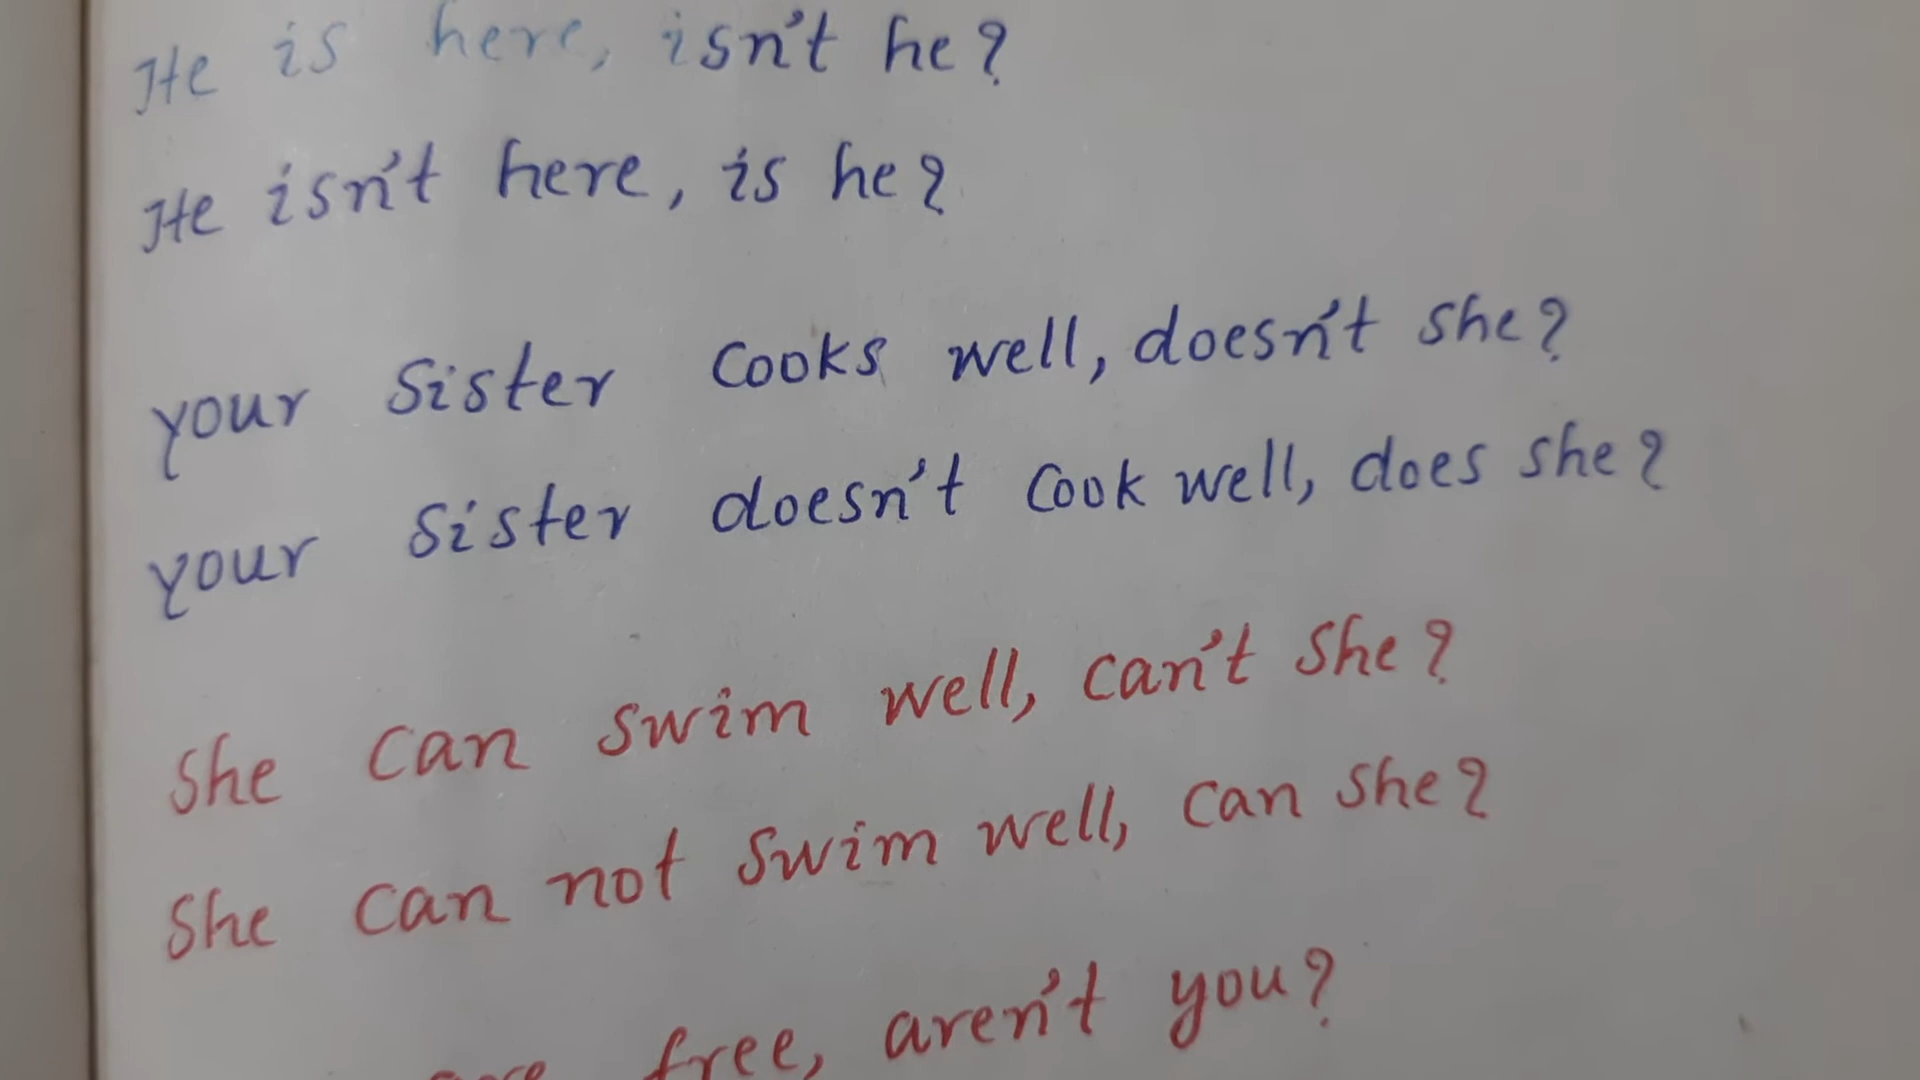 He is here, isn't he?
He isn't here, is he?
your sister cooks well, doesn't she?
your sister doesn't cook well, does she?
She can swim well, can't she?
She can not swim well, can she?
are free, aren't you?